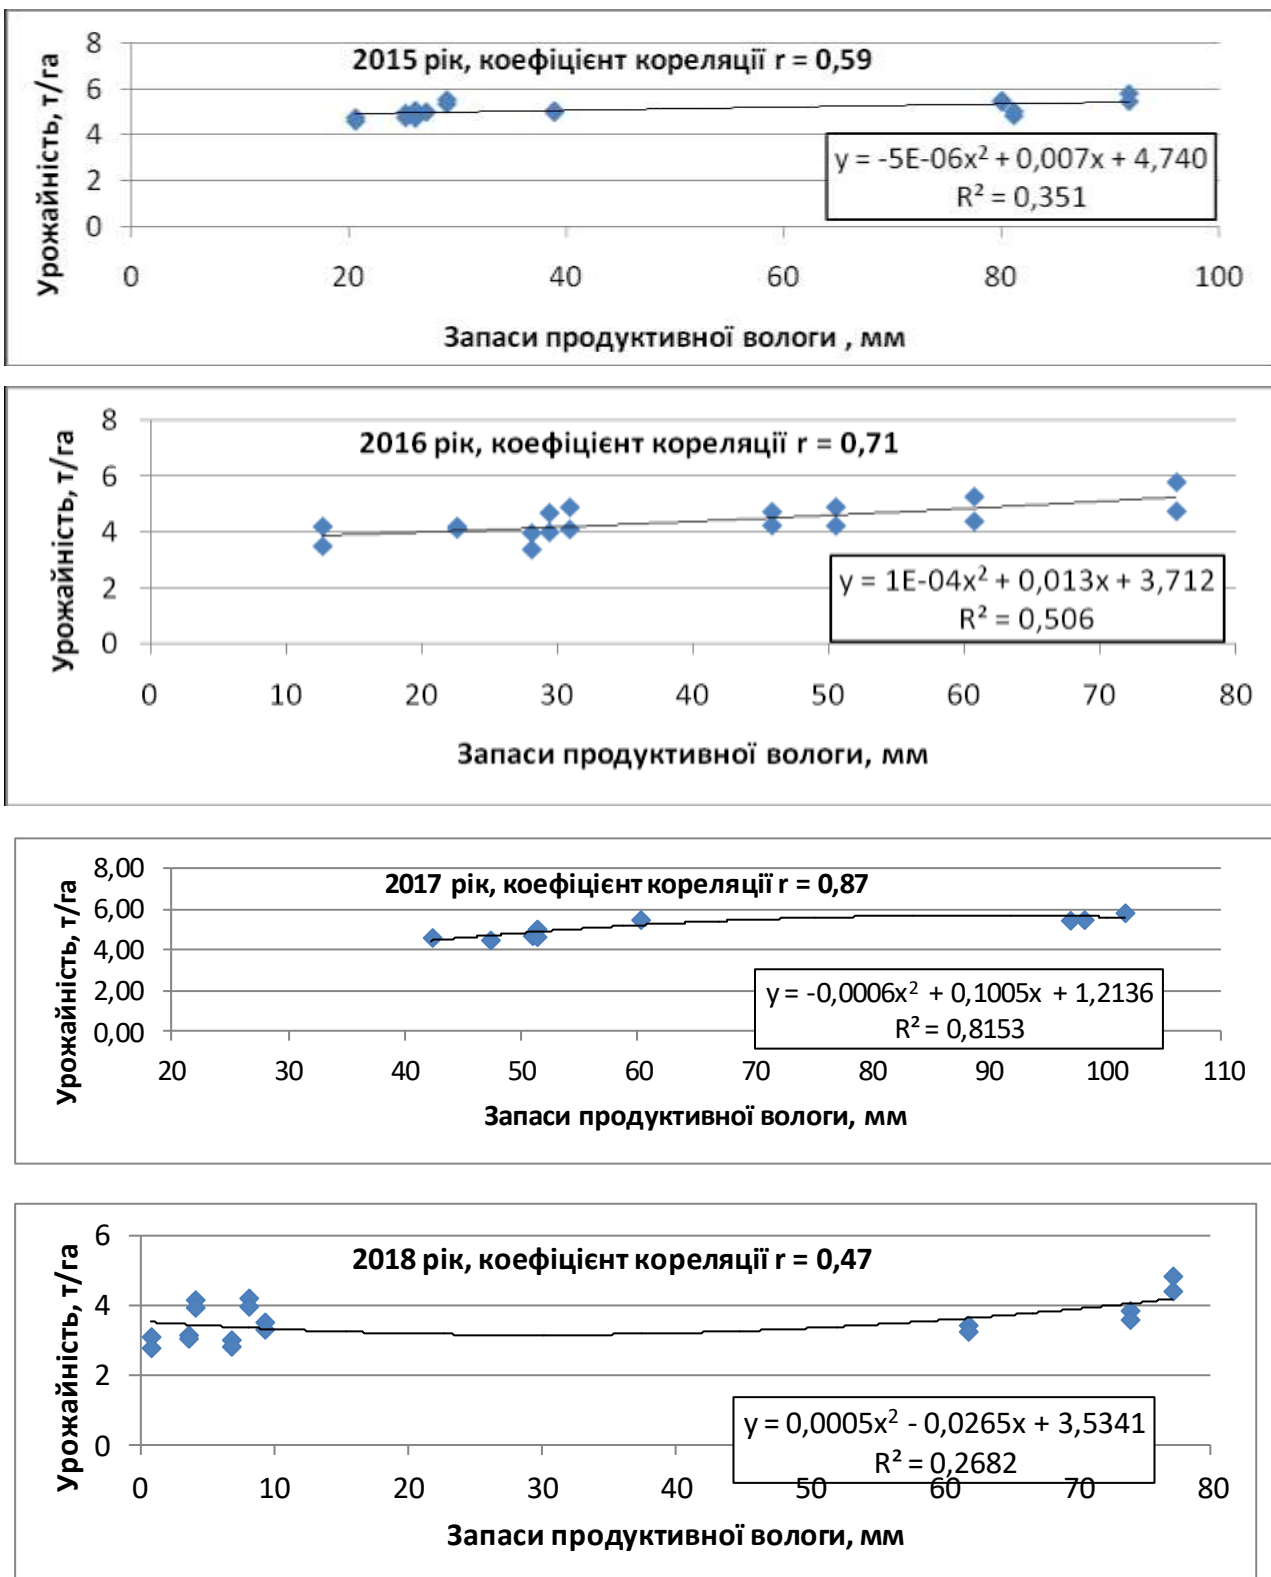 2015 рік, коефіцієнт кореляції r = 0,59
Урожайність, т/га
8
6
4
2
0
y = -5E-06x² + 0,007x + 4,740
R² = 0,351
0 20 40 60 80 100
Запаси продуктивної вологи , мм
2016 рік, коефіцієнт кореляції r = 0,71
Урожайність, т/га
8
6
4
2
0
y = 1E-04x² + 0,013x + 3,712
R² = 0,506
0 10 20 30 40 50 60 70 80
Запаси продуктивної вологи, мм
2017 рік, коефіцієнт кореляції r = 0,87
Урожайність, т/га
8,00
6,00
4,00
2,00
0,00
y = -0,0006x² + 0,1005x + 1,2136
R² = 0,8153
20 30 40 50 60 70 80 90 100 110
Запаси продуктивної вологи, мм
2018 рік, коефіцієнт кореляції r = 0,47
Урожайність, т/га
6
4
2
0
y = 0,0005x² - 0,0265x + 3,5341
R² = 0,2682
0 10 20 30 40 50 60 70 80
Запаси продуктивної вологи, мм